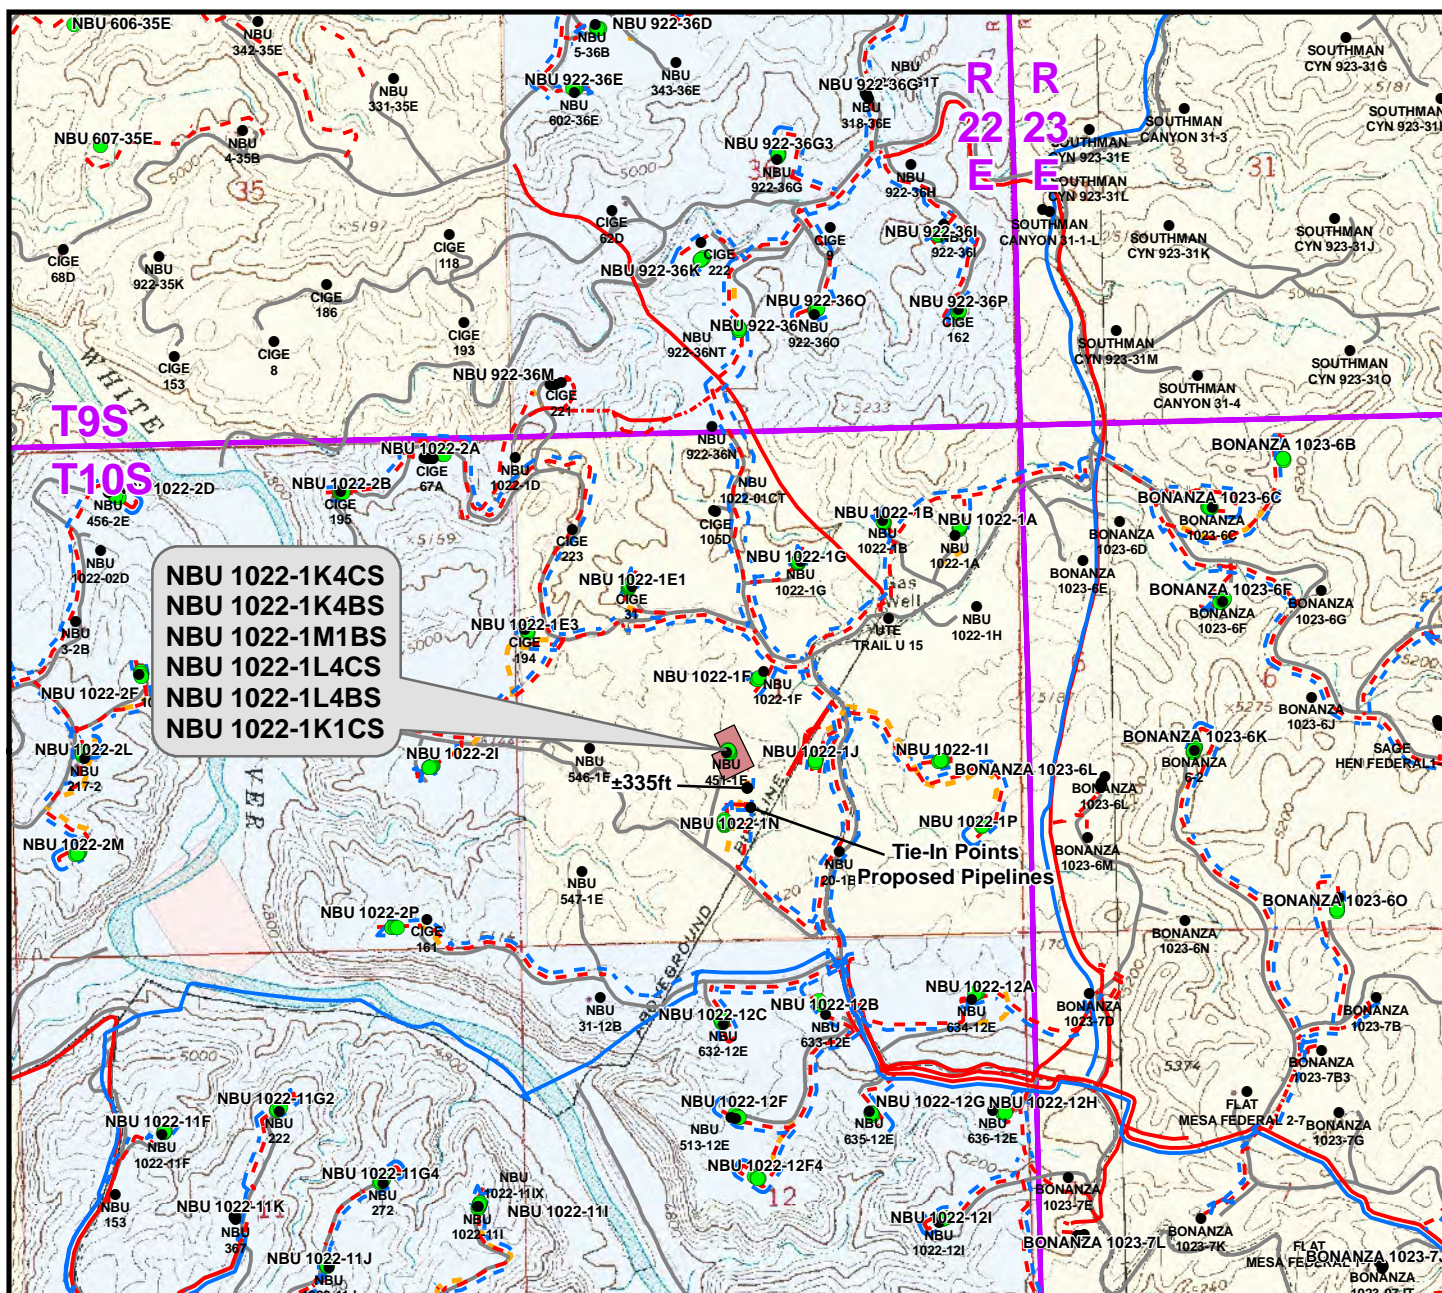 NBU 606-35E
NBU
342-35E
NBU
5-36B
NBU 922-36D
NBU
343-36E
NBU
331-35E
NBU 922-36E
NBU
602-36E
NBU 922-36G
NBU
318-36E
R
22
E
R
23
E
SOUTHMAN
CYN 923-31G
SOUTHMAN
CANYON 31-3
SOUTHMAN
CYN 923-31E
SOUTHMAN
CYN 923-31L
NBU 607-35E
NBU
4-35B
35
NBU 922-36G3
NBU
922-36G
NBU
922-36H
31
5000
5197
CIGE
62D
SOUTHMAN
CANYON 31-1-L
SOUTHMAN
CYN 923-31K
SOUTHMAN
CYN 923-31J
CIGE
68D
NBU
922-35K
CIGE
118
CIGE
186
NBU 922-36K
CIGE
222
CIGE
9
NBU 922-36I
NBU
922-36I
CIGE
193
CIGE
8
CIGE
153
NBU 922-36O
NBU
922-36O
NBU
922-36NT
NBU 922-36P
CIGE
162
SOUTHMAN
CYN 923-31M
SOUTHMAN
CYN 923-31O
SOUTHMAN
CANYON 31-4
NBU 922-36M
CIGE
221
×5233
WHITE
T9S
T10S
NBU
922-36N
NBU 1022-2A
CIGE
67A
NBU
1022-1D
NBU 1022-2B
CIGE
195
1022-2D
NBU
456-2E
NBU
1022-01CT
CIGE
105D
NBU 1022-1B
NBU
1022-1B
NBU 1022-1A
NBU
1022-1A
BONANZA 1023-6B
BONANZA 1023-6C
BONANZA
1023-6C
BONANZA
1023-6D
BONANZA
1023-6E
×5159
CIGE
223
NBU
1022-02D
NBU 1022-1G
NBU
1022-1G
Gas
Well
NBU 1022-1K4CS
NBU 1022-1K4BS
NBU 1022-1M1BS
NBU 1022-1L4CS
NBU 1022-1L4BS
NBU 1022-1K1CS
NBU 1022-1E1
CIGE
31
NBU 1022-1E3
CIGE
194
UTE
TRAIL U 15
NBU
1022-1H
BONANZA 1023-6F
BONANZA
1023-6F
BONANZA
1023-6G
NBU
3-2B
NBU 1022-2F
NBU 1022-1F
NBU
1022-1F
6
5275
BONANZA
1023-6J
NBU 1022-2L
NBU
217-2
NBU 1022-2I
NBU
546-1E
NBU
451-1E
NBU 1022-1J
NBU 1022-1I
BONANZA 1023-6L
BONANZA
1023-6L
BONANZA 1023-6K
BONANZA
6-2
SAGE
HEN FEDERAL 1
±335ft
NBU 1022-1N
NBU 1022-1P
Tie-In Points
Proposed Pipelines
NBU
20-1B
BONANZA
1023-6M
NBU 1022-2M
NBU
547-1E
NBU 1022-2P
CIGE
161
BONANZA 1023-6O
BONANZA
1023-6N
ABOVEGROUND
NBU
31-12B
NBU 1022-12C
NBU
632-12E
NBU 1022-12B
NBU
633-12E
NBU 1022-12A
NBU
634-12E
BONANZA
1023-7D
BONANZA
1023-7B
BONANZA
1023-7B3
5374
NBU 1022-11G2
NBU
222
NBU 1022-11F
NBU
1022-11F
NBU 1022-12F
NBU
513-12E
NBU 1022-12G
NBU
635-12E
NBU 1022-12H
NBU
636-12E
FLAT
MESA FEDERAL 2-7
BONANZA
1023-7G
NBU 1022-11G4
NBU
272
NBU 1022-12F4
12
NBU
153
NBU 1022-11K
NBU
367
NBU
1022-11IX
NBU 1022-11I
NBU
1022-11I
NBU 1022-12I
NBU
1022-12I
BONANZA
1023-7E
BONANZA 1023-7L
BONANZA
1023-7K
NBU 1022-11J
FLAT
MESA FEDERAL
BONANZA 1023-7J
BONANZA